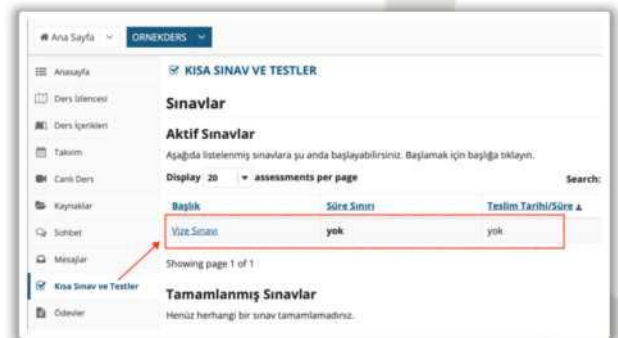 Ana Sayfa
ORNEKDERS
Anasayfa
Ders İzlencesi
Ders İçerikleri
Takvim
Canlı Ders
Kaynaklar
Sohbet
Mesajlar
Kısa Sınav ve Testler
Ödevler
KISA SINAV VE TESTLER
Sınavlar
Aktif Sınavlar
Aşağıda listelenmiş sınavlara şu anda başlayabilirsiniz. Başlamak için başlığa tıklayın.
Display 20 assessments per page Search:
Başlık Süre Sınırı Teslim Tarihi/Süre
Vize Sınavı yok yok
Showing page 1 of 1
Tamamlanmış Sınavlar
Henüz herhangi bir sınav tamamlamadınız.